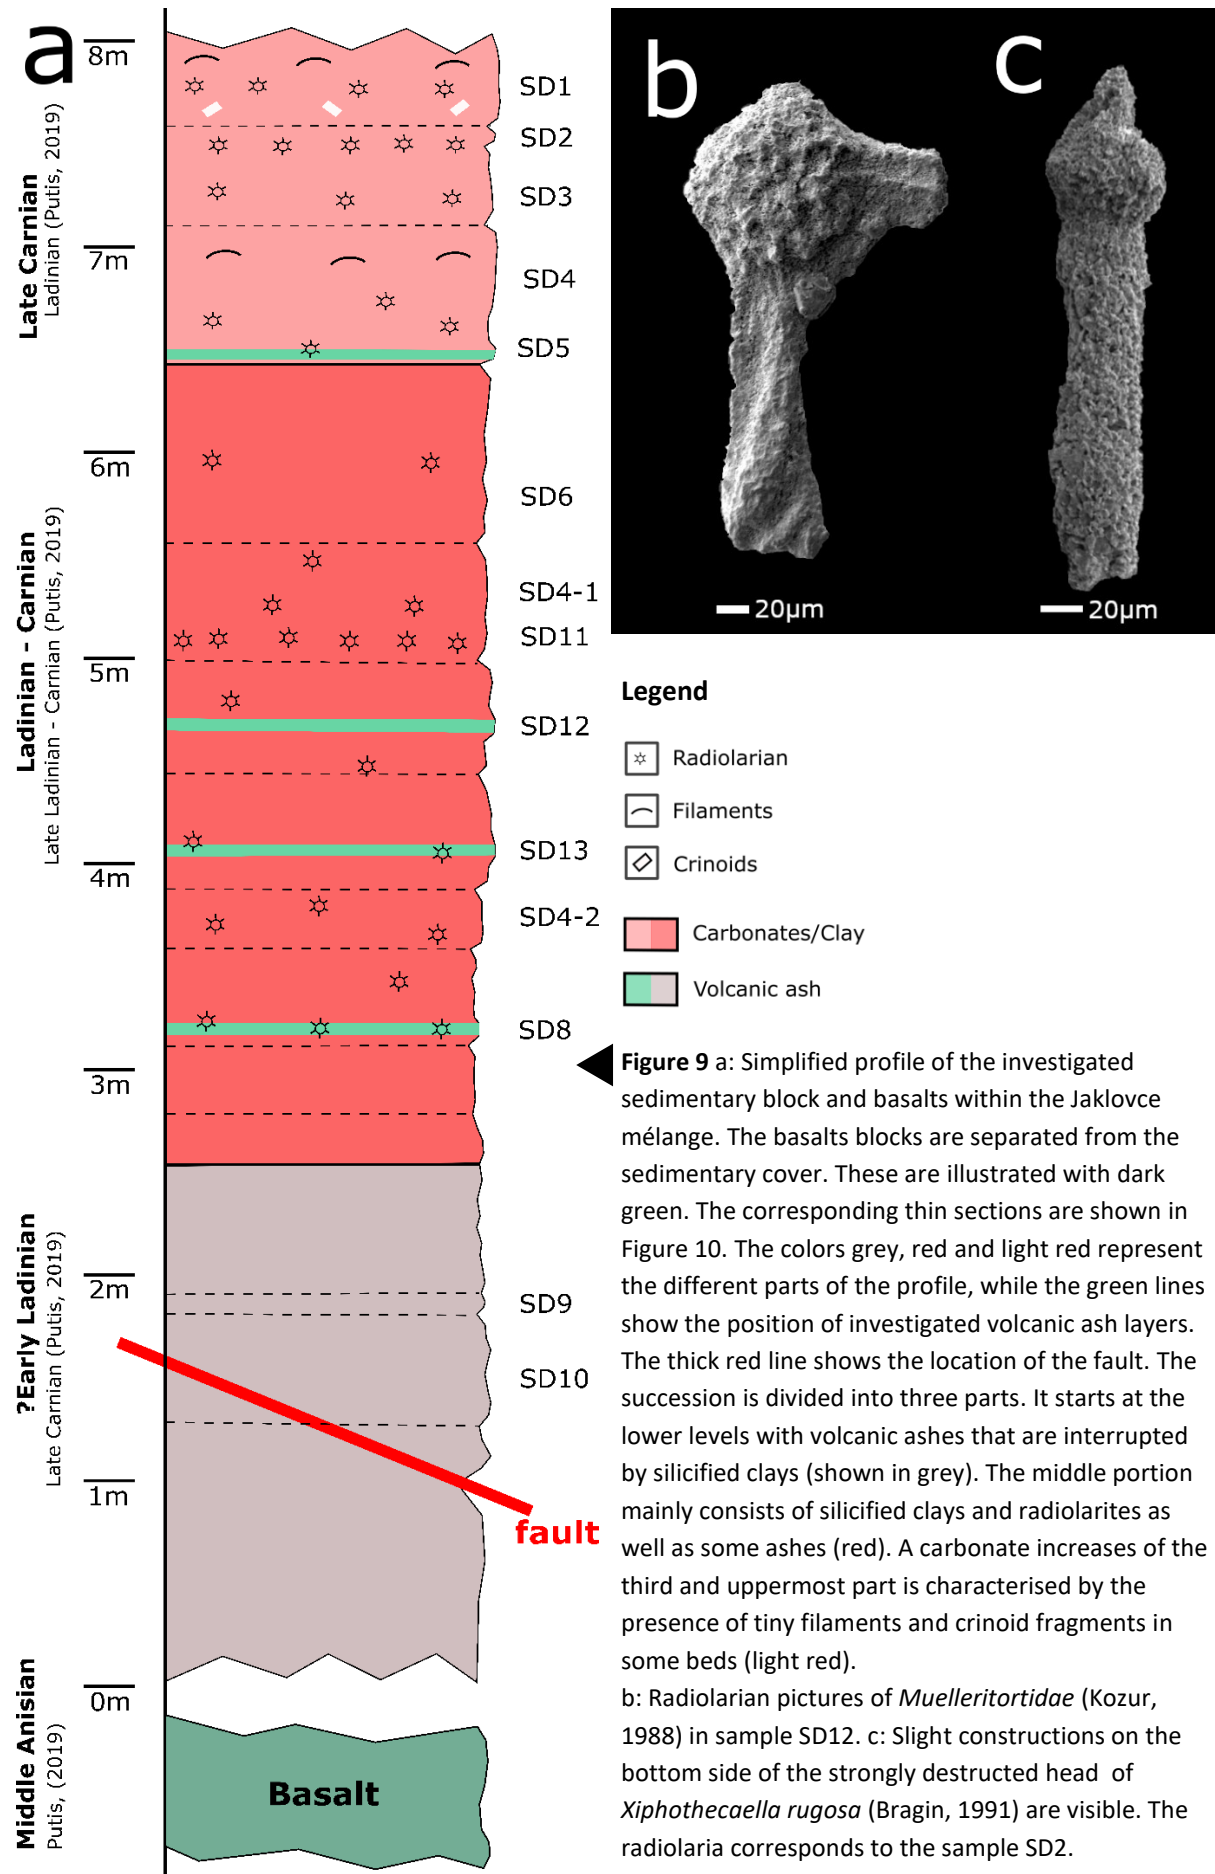 a
8m
7m
6m
5m
4m
3m
2m
1m
0m
Late Carnian
Ladinian (Putis, 2019)
Ladinian - Carnian
Late Ladinian - Carnian (Putis, 2019)
?Early Ladinian
Late Carnian (Putis, 2019)
Middle Anisian
Putis, (2019)
SD1
SD2
SD3
SD4
SD5
SD6
SD4-1
SD11
SD12
SD13
SD4-2
SD8
SD9
SD10
fault
Basalt
b
c
20µm
20µm
Legend
Radiolarian
Filaments
Crinoids
Carbonates/Clay
Volcanic ash
Figure 9 a: Simplified profile of the investigated
sedimentary block and basalts within the Jaklovce
mélange. The basalts blocks are separated from the
sedimentary cover. These are illustrated with dark
green. The corresponding thin sections are shown in
Figure 10. The colors grey, red and light red represent
the different parts of the profile, while the green lines
show the position of investigated volcanic ash layers.
The thick red line shows the location of the fault. The
succession is divided into three parts. It starts at the
lower levels with volcanic ashes that are interrupted
by silicified clays (shown in grey). The middle portion
mainly consists of silicified clays and radiolarites as
well as some ashes (red). A carbonate increases of the
third and uppermost part is characterised by the
presence of tiny filaments and crinoid fragments in
some beds (light red).
b: Radiolarian pictures of Muelleritortidae (Kozur,
1988) in sample SD12. c: Slight constructions on the
bottom side of the strongly destructed head of
Xiphothecaella rugosa (Bragin, 1991) are visible. The
radiolaria corresponds to the sample SD2.